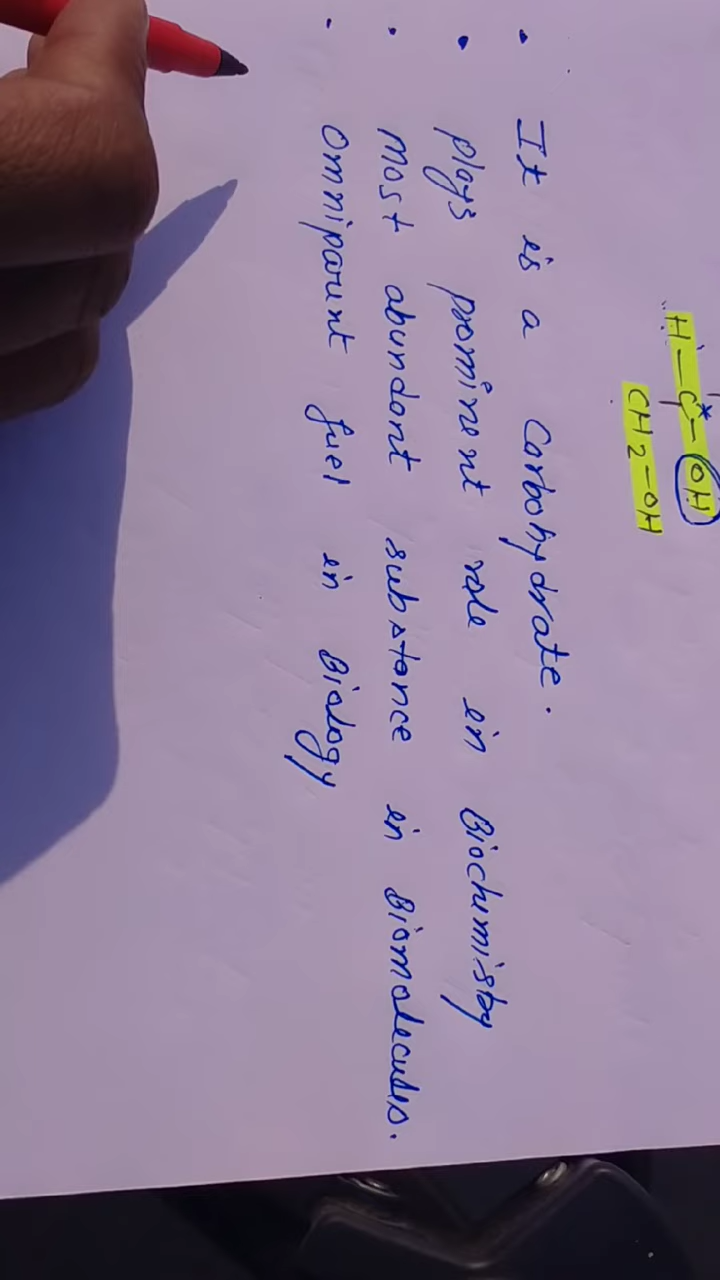 H-C*-OH
CH2-OH
• It is a Carbohydrate.
• plays prominent role in Biochemistry
• most abundant substance in Biomolecules.
• omniparent fuel in Biology